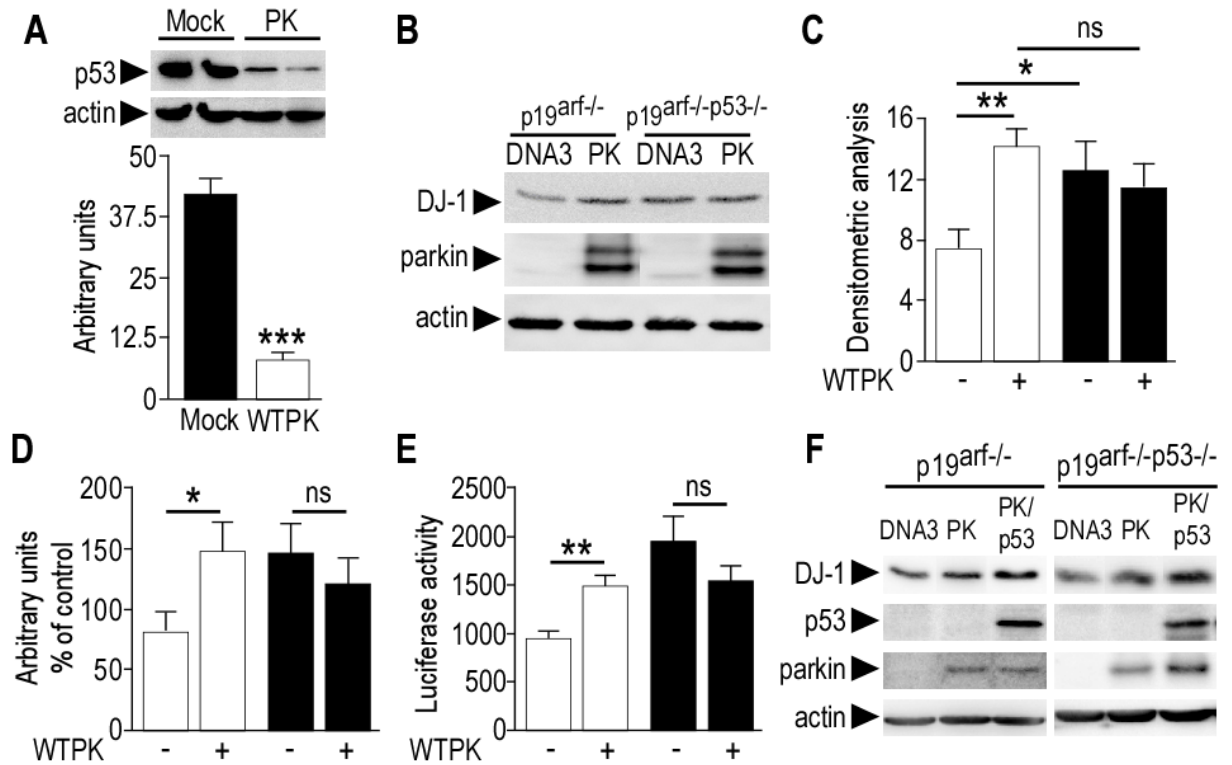 A
Mock PK
p53
actin
50
37.5
25
12.5
0
Arbitrary units
***
Mock WTPK
B
p19arf-/- p19arf-/-p53-/-
DNA3 PK DNA3 PK
DJ-1
parkin
actin
C
ns
*
**
16
12
8
4
0
Densitometric analysis
WTPK - + - +
D
200
150
100
50
0
Arbitrary units
% of control
* ns
WTPK - + - +
E
2500
2000
1500
1000
500
0
Luciferase activity
** ns
WTPK - + - +
F
p19arf-/- p19arf-/-p53-/-
DNA3 PK PK/ p53 DNA3 PK PK/ p53
DJ-1
p53
parkin
actin